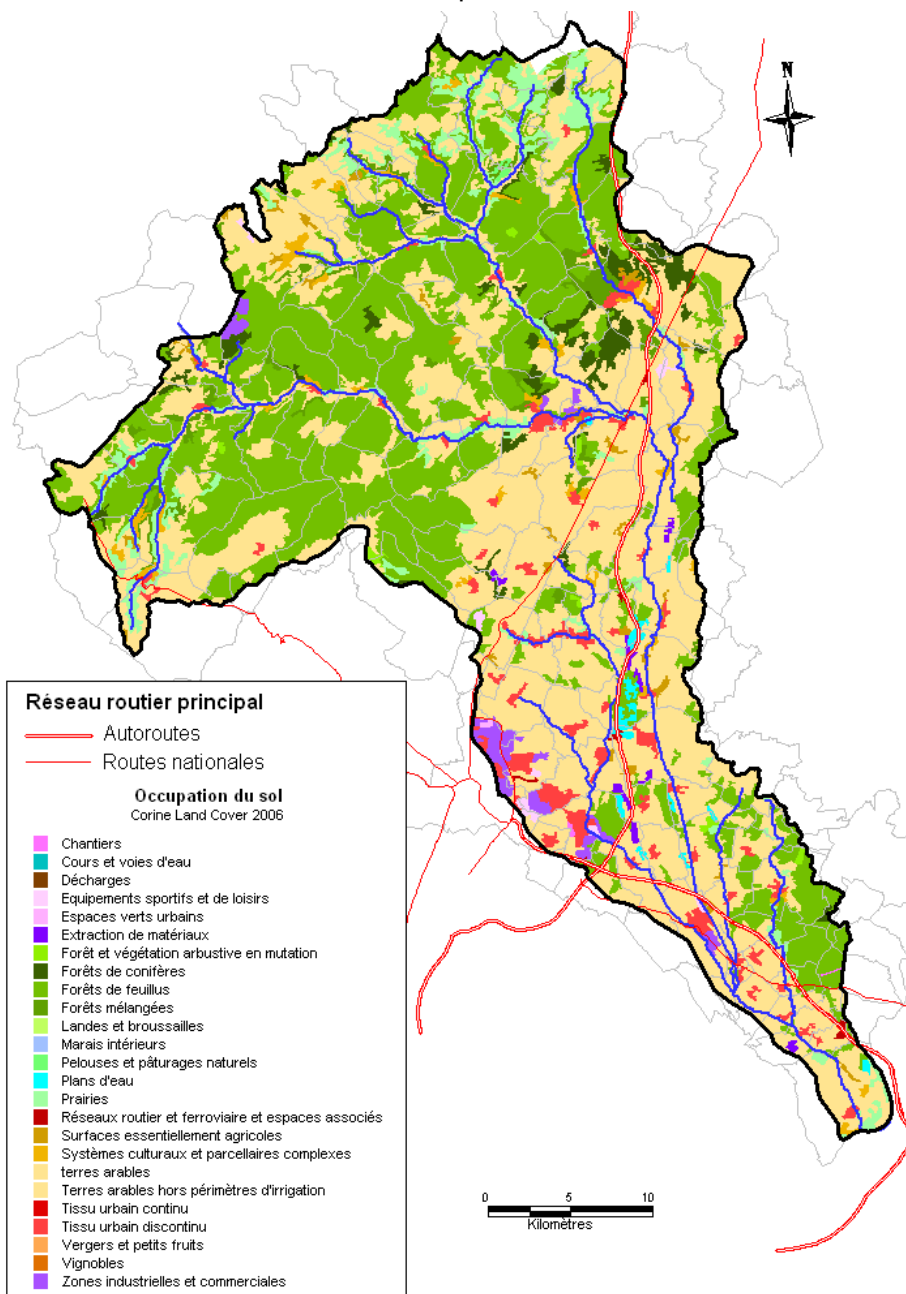 N
Réseau routier principal
Autoroutes
Routes nationales
Occupation du sol
Corine Land Cover 2006
Chantiers
Cours et voies d'eau
Décharges
Equipements sportifs et de loisirs
Espaces verts urbains
Extraction de matériaux
Forêt et végétation arbustive en mutation
Forêts de conifères
Forêts de feuillus
Forêts mélangées
Landes et broussailles
Marais intérieurs
Pelouses et pâturages naturels
Plans d'eau
Prairies
Réseaux routier et ferroviaire et espaces associés
Surfaces essentiellement agricoles
Systèmes culturaux et parcellaires complexes
terres arables
Terres arables hors périmètres d'irrigation
Tissu urbain continu
Tissu urbain discontinu
Vergers et petits fruits
Vignobles
Zones industrielles et commerciales
0 5 10
Kilomètres